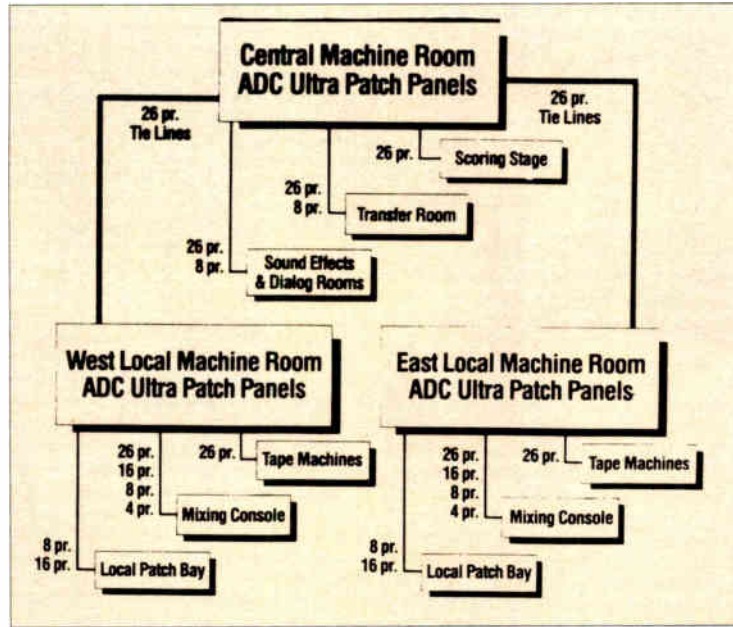 Central Machine Room
ADC Ultra Patch Panels
26 pr.
Tie Lines
26 pr.
Tie Lines
26 pr.
Scoring Stage
26 pr.
8 pr.
Transfer Room
26 pr.
8 pr.
Sound Effects
& Dialog Rooms
West Local Machine Room
ADC Ultra Patch Panels
26 pr.
Tape Machines
26 pr.
16 pr.
8 pr.
4 pr.
Mixing Console
8 pr.
16 pr.
Local Patch Bay
East Local Machine Room
ADC Ultra Patch Panels
26 pr.
Tape Machines
26 pr.
16 pr.
8 pr.
4 pr.
Mixing Console
8 pr.
16 pr.
Local Patch Bay